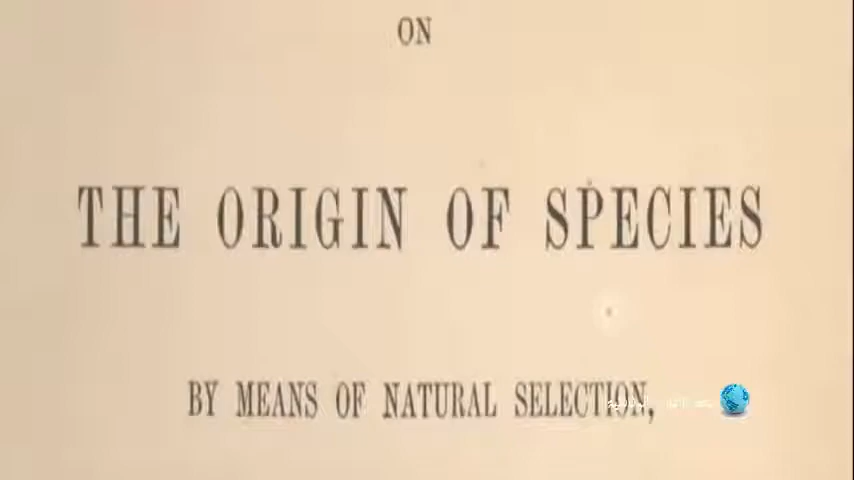 ON
THE ORIGIN OF SPECIES
BY MEANS OF NATURAL SELECTION,